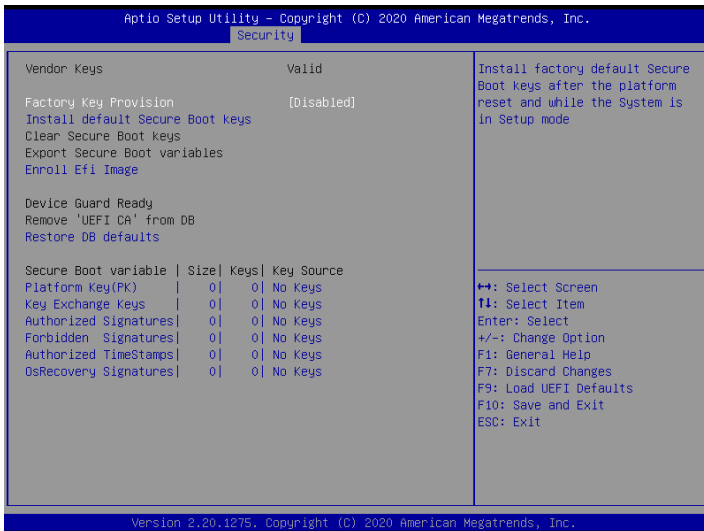 Aptio Setup Utility – Copyright (C) 2020 American Megatrends, Inc.
Security
Vendor Keys Valid
Factory Key Provision [Disabled]
Install default Secure Boot keys
Clear Secure Boot keys
Export Secure Boot variables
Enroll Efi Image
Device Guard Ready
Remove 'UEFI CA' from DB
Restore DB defaults
Secure Boot variable | Size| Keys| Key Source
Platform Key(PK) | 0| 0| No Keys
Key Exchange Keys | 0| 0| No Keys
Authorized Signatures| 0| 0| No Keys
Forbidden Signatures| 0| 0| No Keys
Authorized TimeStamps| 0| 0| No Keys
OsRecovery Signatures| 0| 0| No Keys
Install factory default Secure
Boot keys after the platform
reset and while the System is
in Setup mode
↔: Select Screen
↑↓: Select Item
Enter: Select
+/-: Change Option
F1: General Help
F7: Discard Changes
F9: Load UEFI Defaults
F10: Save and Exit
ESC: Exit
Version 2.20.1275. Copyright (C) 2020 American Megatrends, Inc.